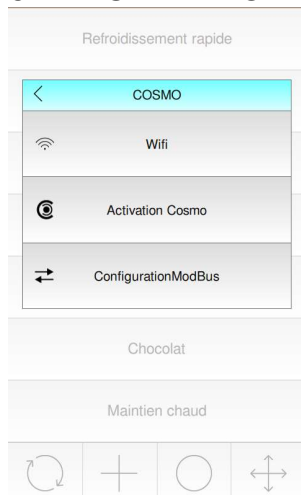 Refroidissement rapide
COSMO
Wifi
Activation Cosmo
ConfigurationModBus
Chocolat
Maintien chaud